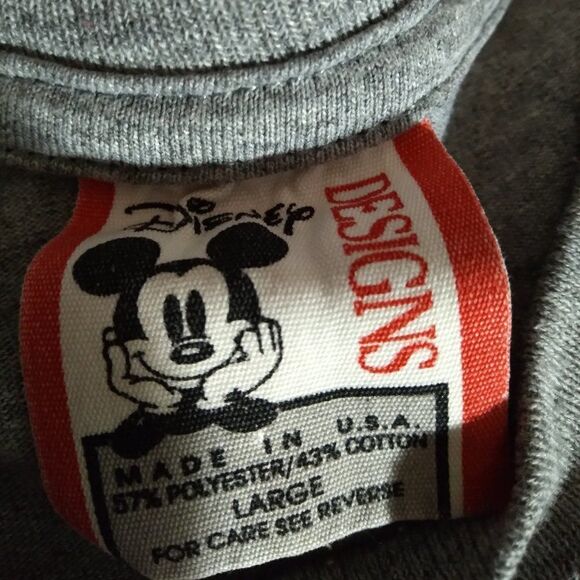 Disney
DESIGNS
MADE IN U.S.A.
57% POLYESTER/43% COTTON
LARGE
FOR CARE SEE REVERSE